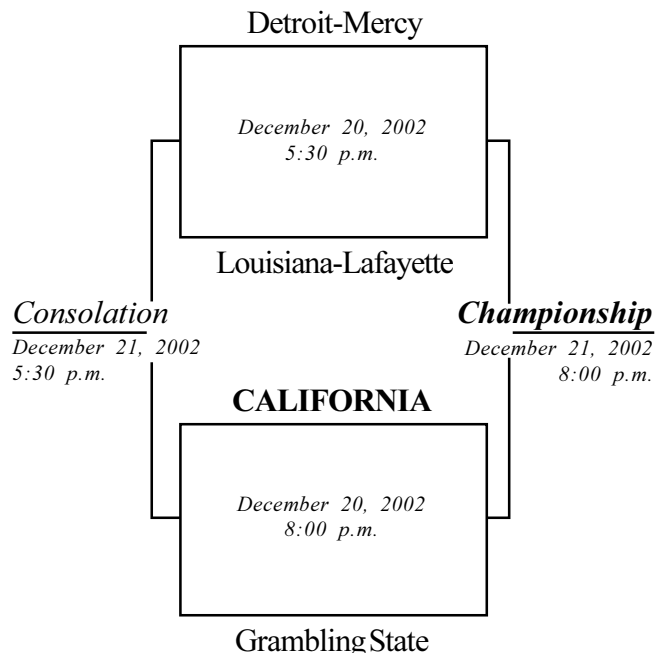 Detroit-Mercy
December 20, 2002
5:30 p.m.
Louisiana-Lafayette
Consolation
December 21, 2002
5:30 p.m.
Championship
December 21, 2002
8:00 p.m.
CALIFORNIA
December 20, 2002
8:00 p.m.
Grambling State